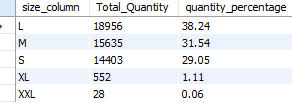 size_column Total_Quantity quantity_percentage
L 18956 38.24
M 15635 31.54
S 14403 29.05
XL 552 1.11
XXL 28 0.06